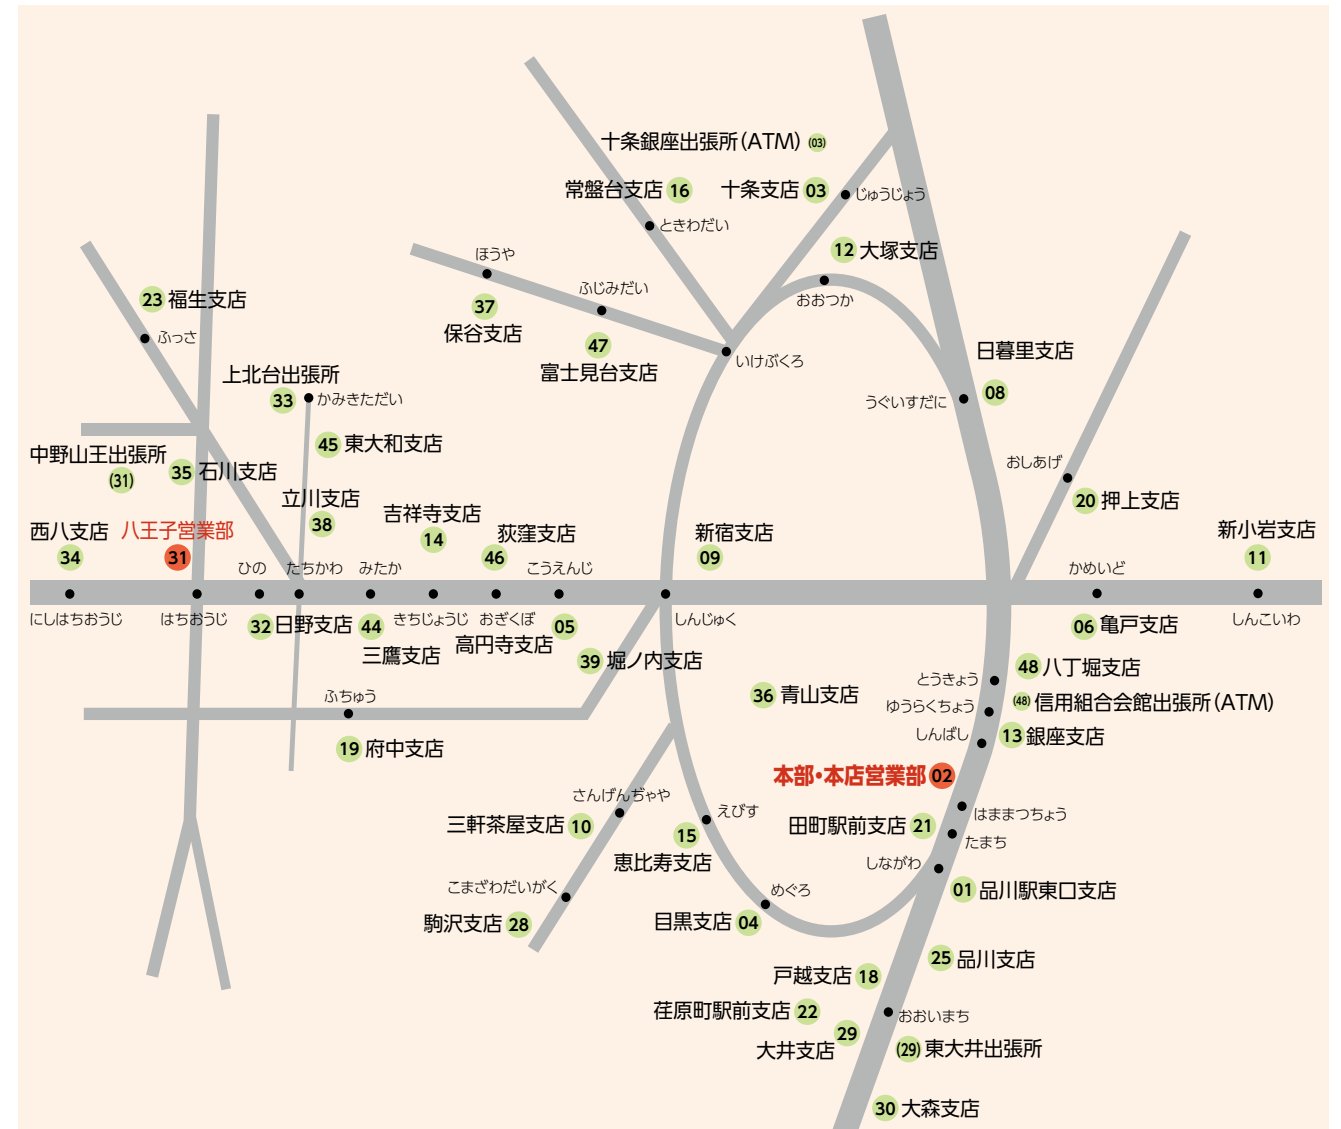 十条銀座出張所(ATM) (03)
常盤台支店 16
十条支店 03
じゅうじょう
ときわだい
12 大塚支店
おおつか
ほうや
37
保谷支店
ふじみだい
47
富士見台支店
いけぶくろ
日暮里支店
08
うぐいすだに
23 福生支店
ふっさ
上北台出張所
33
かみきただい
45 東大和支店
中野山王出張所
(31)
35 石川支店
立川支店
38
吉祥寺支店
14
荻窪支店
46
新宿支店
09
おしあげ
20 押上支店
新小岩支店
11
西八支店
34
八王子営業部
31
ひの
たちかわ
みたか
こうえんじ
かめいど
にしはちおうじ
はちおうじ
32 日野支店
44
三鷹支店
きちじょうじ
おぎくぼ
高円寺支店
05
しんじゅく
06 亀戸支店
しんこいわ
39 堀ノ内支店
ふちゅう
19 府中支店
36 青山支店
とうきょう
48 八丁堀支店
ゆうらくちょう
(48) 信用組合会館出張所(ATM)
しんばし
13 銀座支店
本部・本店営業部 02
はままつちょう
田町駅前支店 21
たまち
さんげんぢゃや
三軒茶屋支店 10
えびす
15
恵比寿支店
しながわ
01 品川駅東口支店
こまざわだいがく
駒沢支店 28
めぐろ
目黒支店 04
25 品川支店
戸越支店 18
荏原町駅前支店 22
おおいまち
29
大井支店
(29) 東大井出張所
30 大森支店